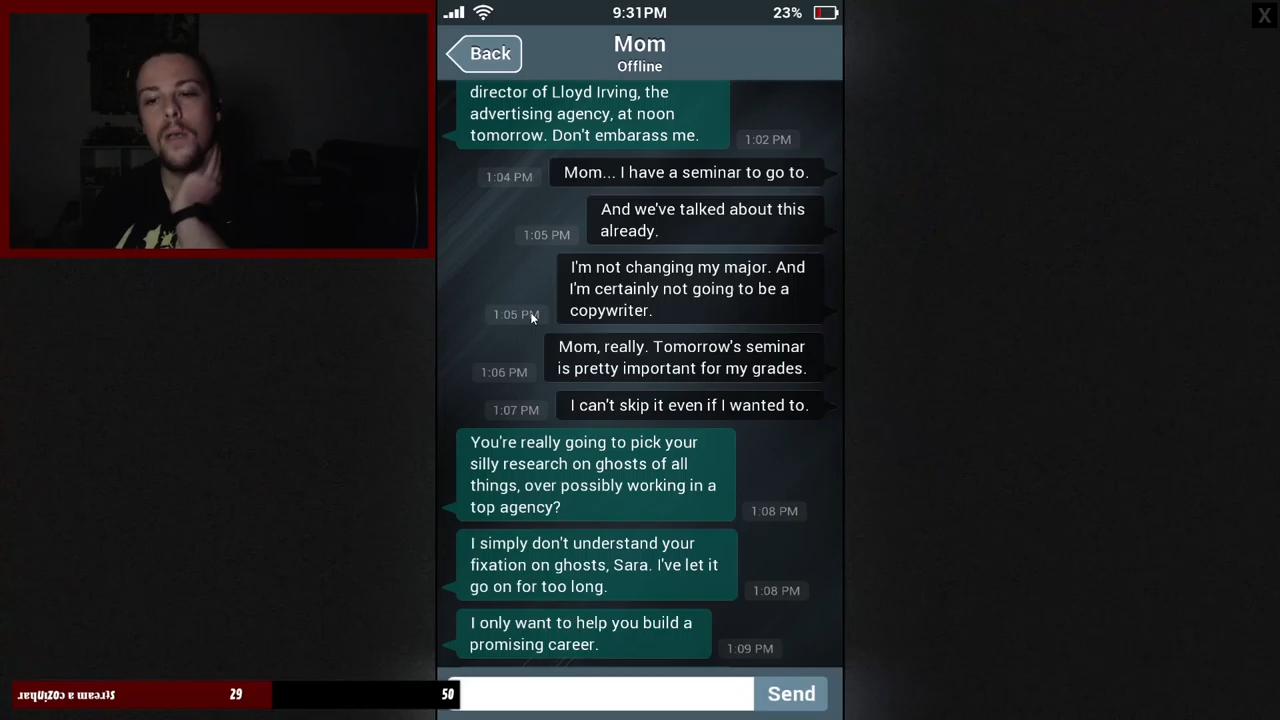 9:31PM
23%
X
Back
Mom
Offline
director of Lloyd Irving, the
advertising agency, at noon
tomorrow. Don't embarass me.
1:02 PM
Mom... I have a seminar to go to.
1:04 PM
And we've talked about this
already.
1:05 PM
I'm not changing my major. And
I'm certainly not going to be a
copywriter.
1:05 PM
Mom, really. Tomorrow's seminar
is pretty important for my grades.
1:06 PM
I can't skip it even if I wanted to.
1:07 PM
You're really going to pick your
silly research on ghosts of all
things, over possibly working in a
top agency?
1:08 PM
I simply don't understand your
fixation on ghosts, Sara. I've let it
go on for too long.
1:08 PM
I only want to help you build a
promising career.
1:09 PM
Send
stream a cozinhar
29
50